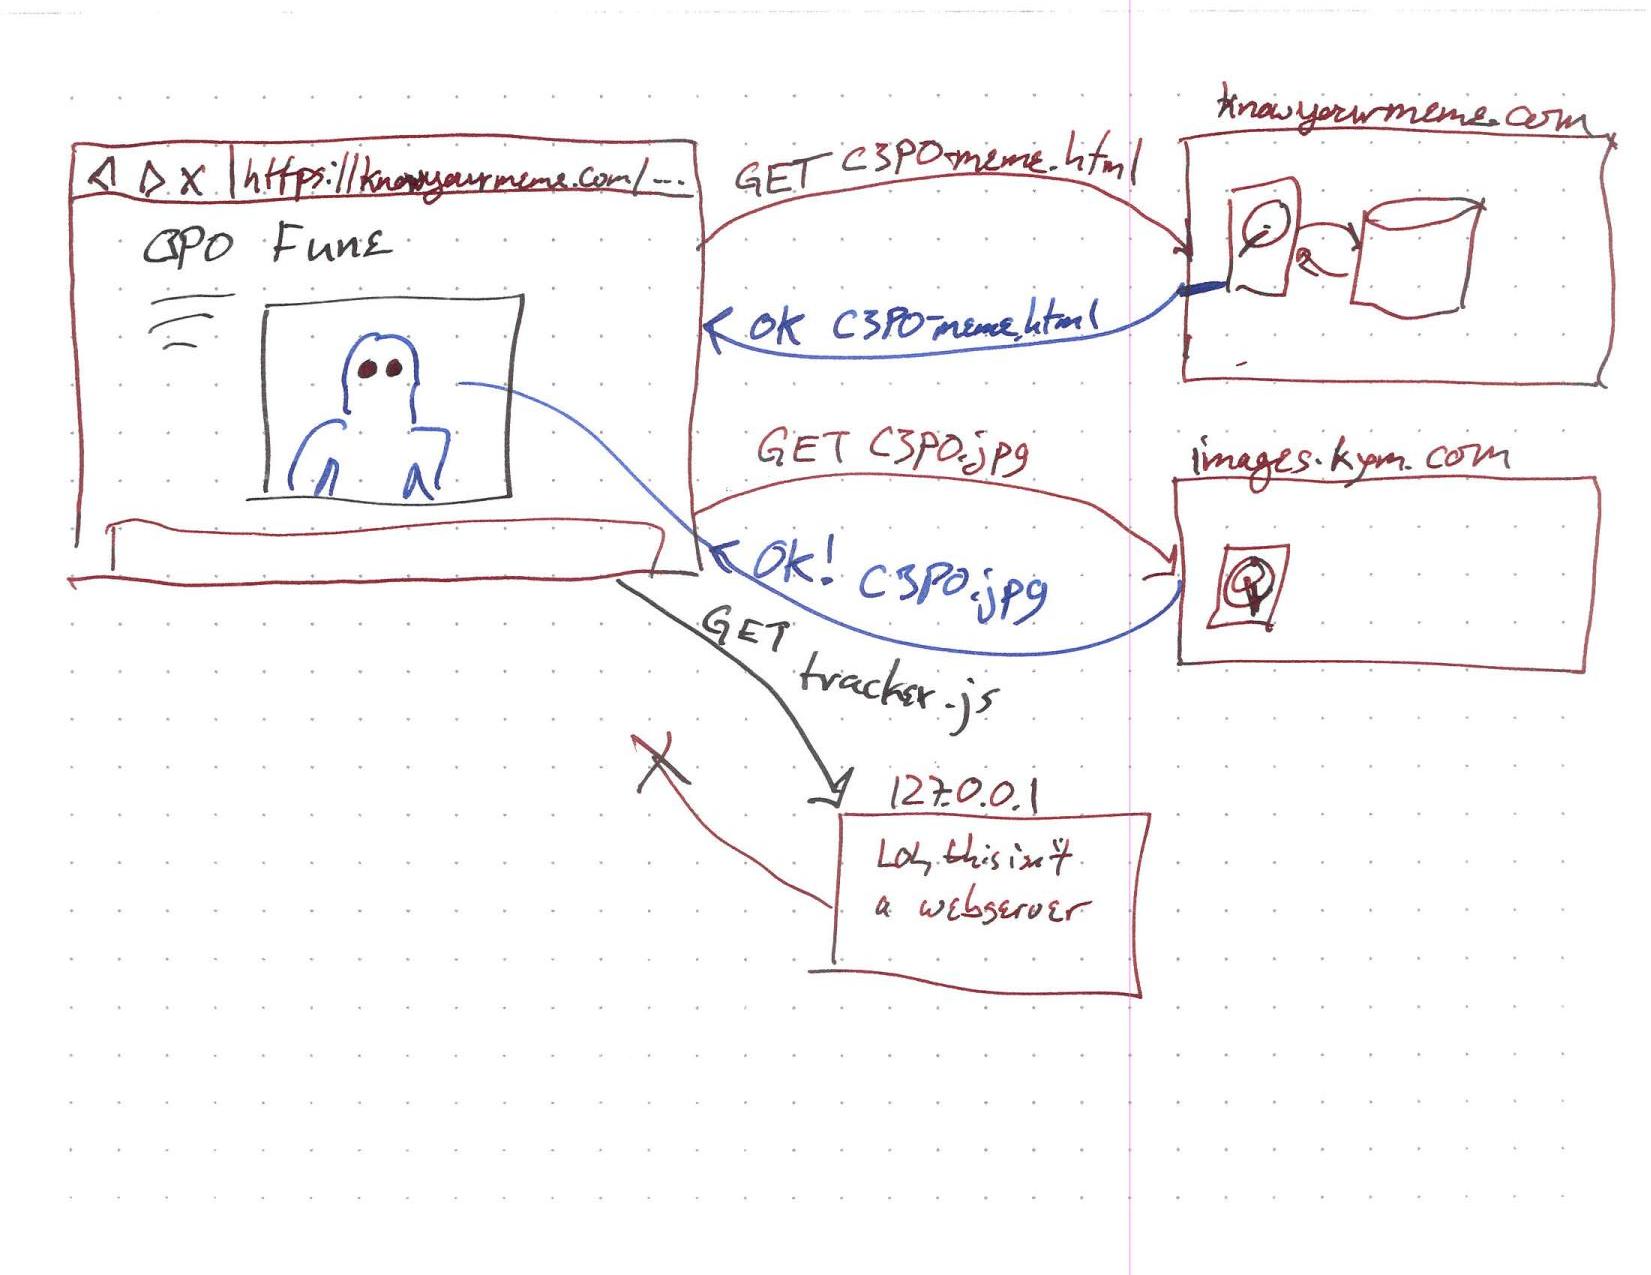 knowyourmeme.com
X https://knowyourmeme.com/...
GET C3PO-meme.html
C3PO Func
OK C3PO-meme.html
GET C3PO.jpg
images.kym.com
OK! C3PO.jpg
GET
tracker.js
127.0.0.1
Lol, this isn't
a webserver